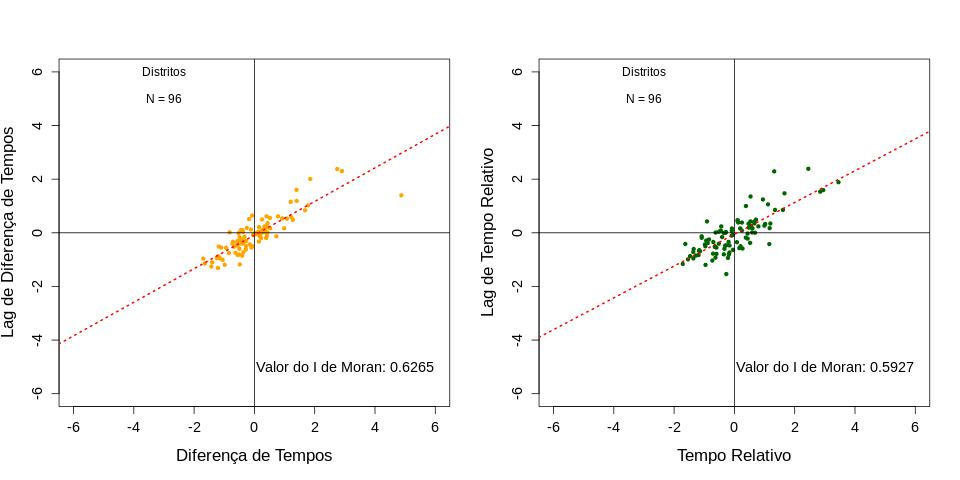 Distritos
N = 96
Lag de Diferença de Tempos
6
4
2
0
-2
-4
-6
Valor do I de Moran: 0.6265
-6 -4 -2 0 2 4 6
Diferença de Tempos
Distritos
N = 96
Lag de Tempo Relativo
6
4
2
0
-2
-4
-6
Valor do I de Moran: 0.5927
-6 -4 -2 0 2 4 6
Tempo Relativo